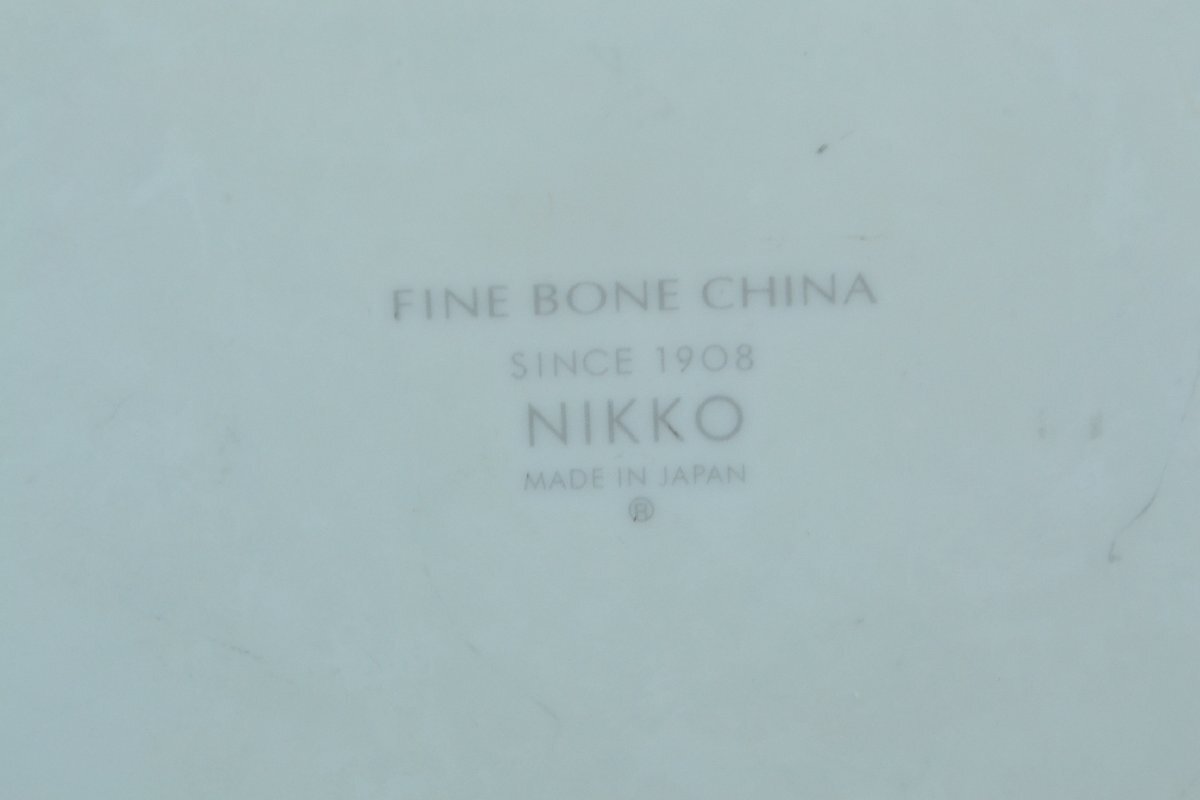 FINE BONE CHINA
SINCE 1908
NIKKO
MADE IN JAPAN
®